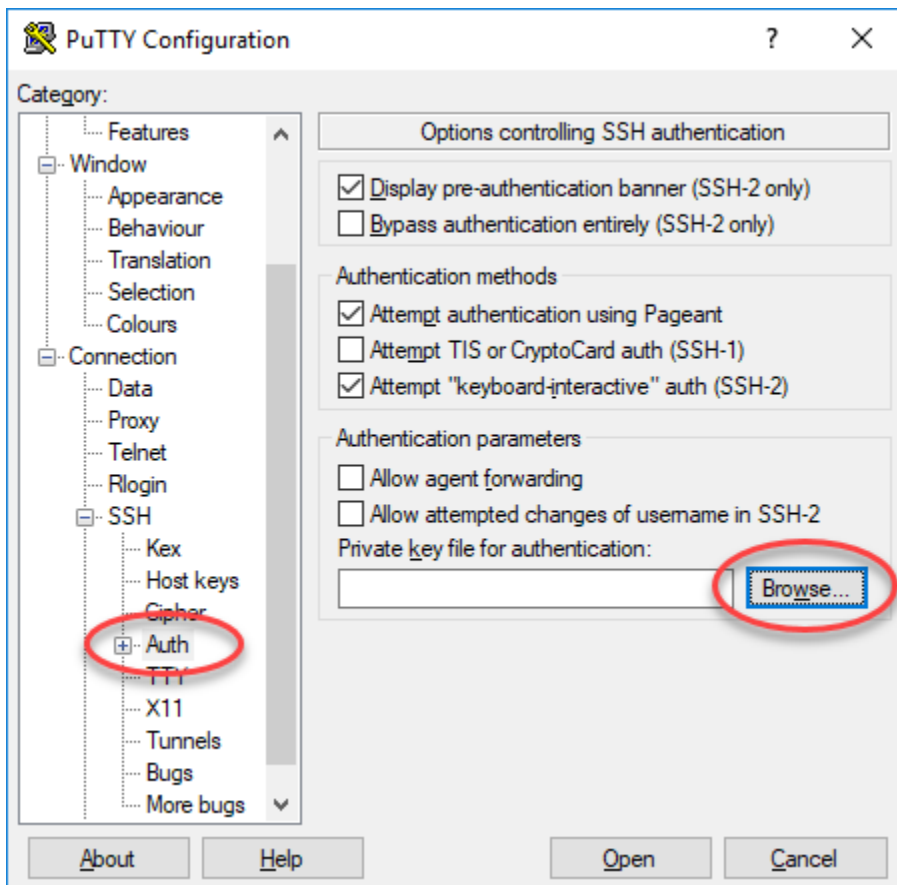 PuTTY Configuration
?
Category:
Features
Window
Appearance
Behaviour
Translation
Selection
Colours
Connection
Data
Proxy
Telnet
Rlogin
SSH
Kex
Host keys
Cipher
Auth
TTY
X11
Tunnels
Bugs
More bugs
Options controlling SSH authentication
Display pre-authentication banner (SSH-2 only)
Bypass authentication entirely (SSH-2 only)
Authentication methods
Attempt authentication using Pageant
Attempt TIS or CryptoCard auth (SSH-1)
Attempt "keyboard-interactive" auth (SSH-2)
Authentication parameters
Allow agent forwarding
Allow attempted changes of username in SSH-2
Private key file for authentication:
Browse...
About
Help
Open
Cancel